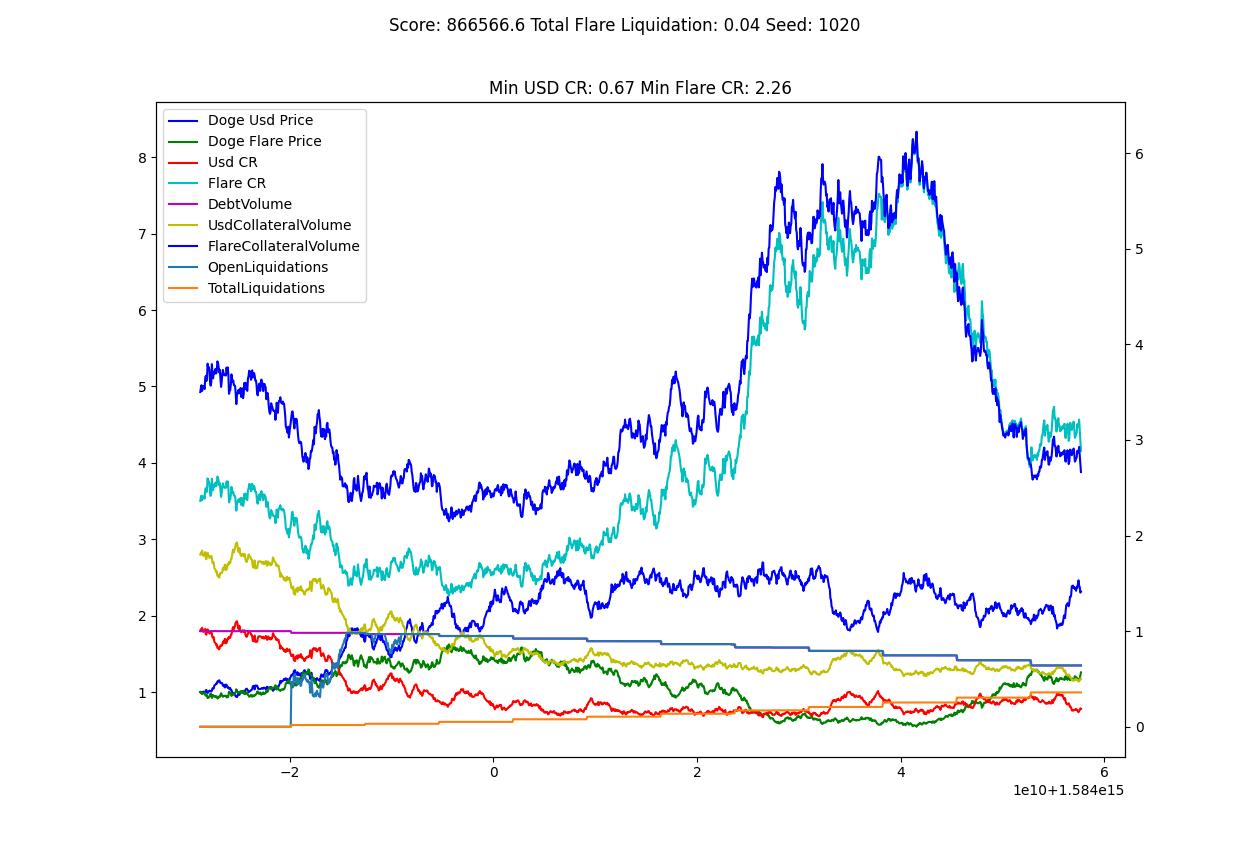 Score: 866566.6 Total Flare Liquidation: 0.04 Seed: 1020
Min USD CR: 0.67 Min Flare CR: 2.26
Doge Usd Price
Doge Flare Price
Usd CR
Flare CR
DebtVolume
UsdCollateralVolume
FlareCollateralVolume
OpenLiquidations
TotalLiquidations
8
7
6
5
4
3
2
1
6
5
4
3
2
1
0
−2
0
2
4
6
1e10+1.584e15